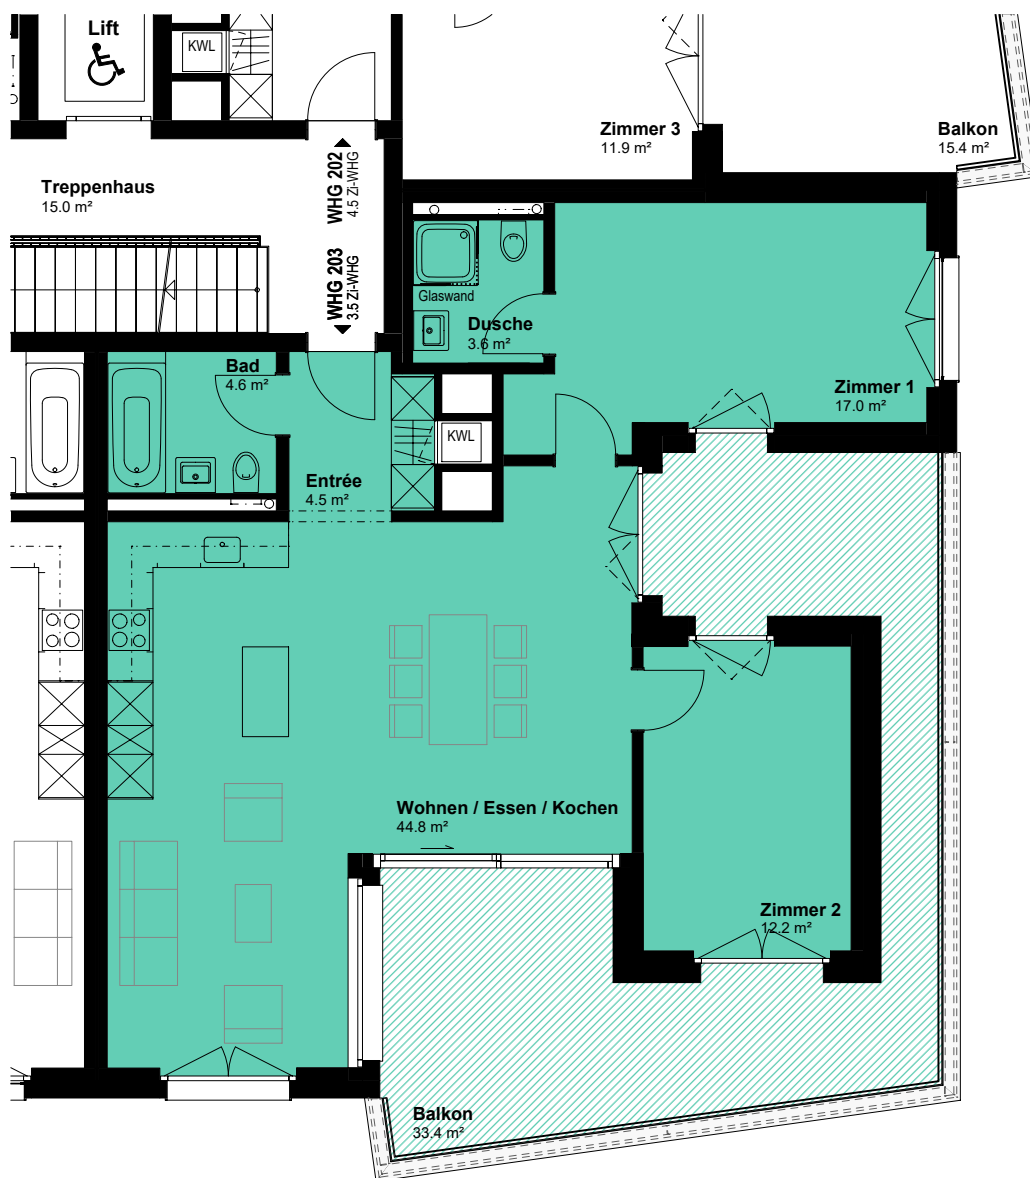 Lift
KWL
Zimmer 3
11.9 m²
Balkon
15.4 m²
Treppenhaus
15.0 m²
WHG 202
4.5 Zi-WHG
WHG 203
3.5 Zi-WHG
Glaswand
Dusche
3.6 m²
Bad
4.6 m²
Zimmer 1
17.0 m²
KWL
Entrée
4.5 m²
Wohnen / Essen / Kochen
44.8 m²
Zimmer 2
12.2 m²
Balkon
33.4 m²